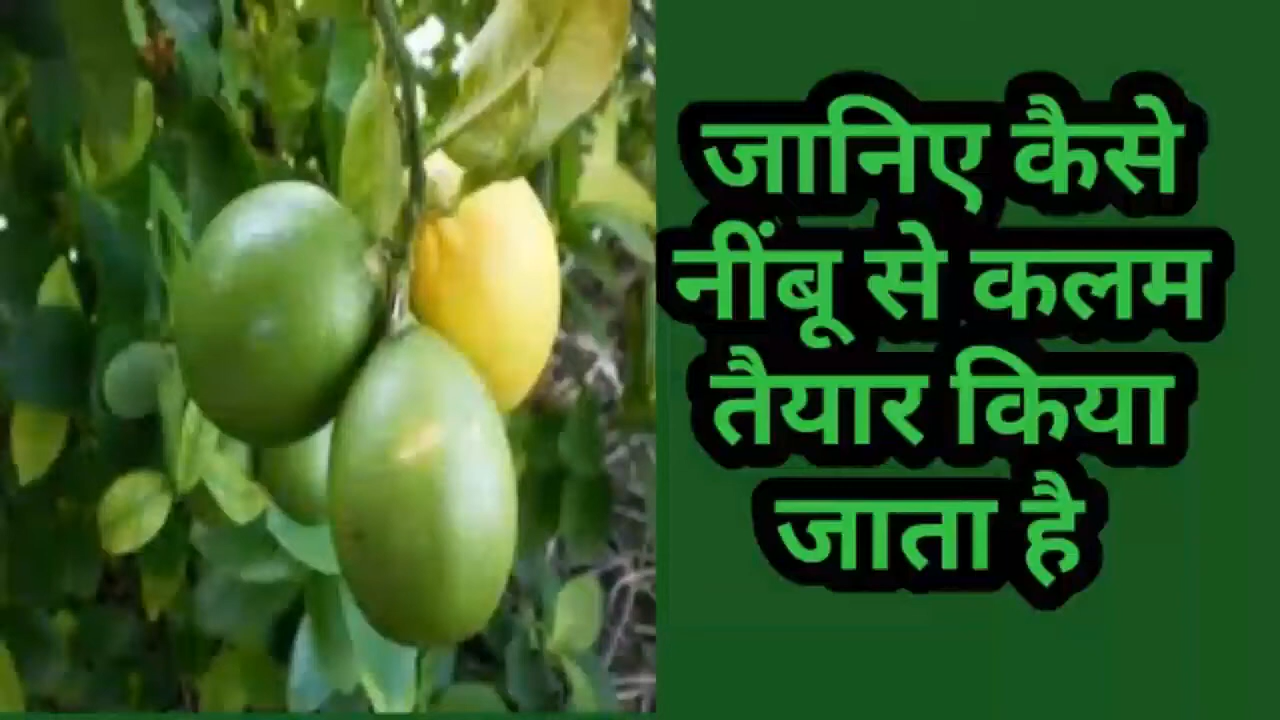 जानिए कैसे
नींबू से कलम
तैयार किया
जाता है